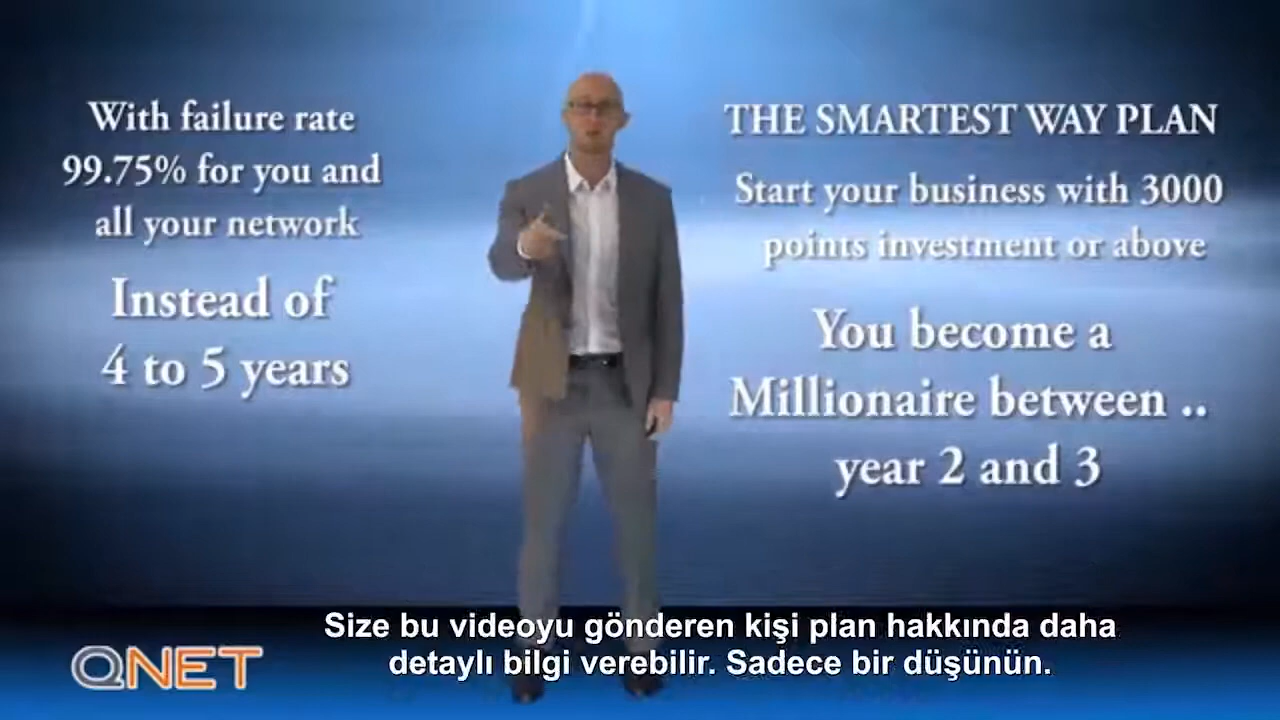 With failure rate
99.75% for you and
all your network
Instead of
4 to 5 years
THE SMARTEST WAY PLAN
Start your business with 3000
points investment or above
You become a
Millionaire between ..
year 2 and 3
Size bu videoyu gönderen kişi plan hakkında daha
detaylı bilgi verebilir. Sadece bir düşünün.
QNET